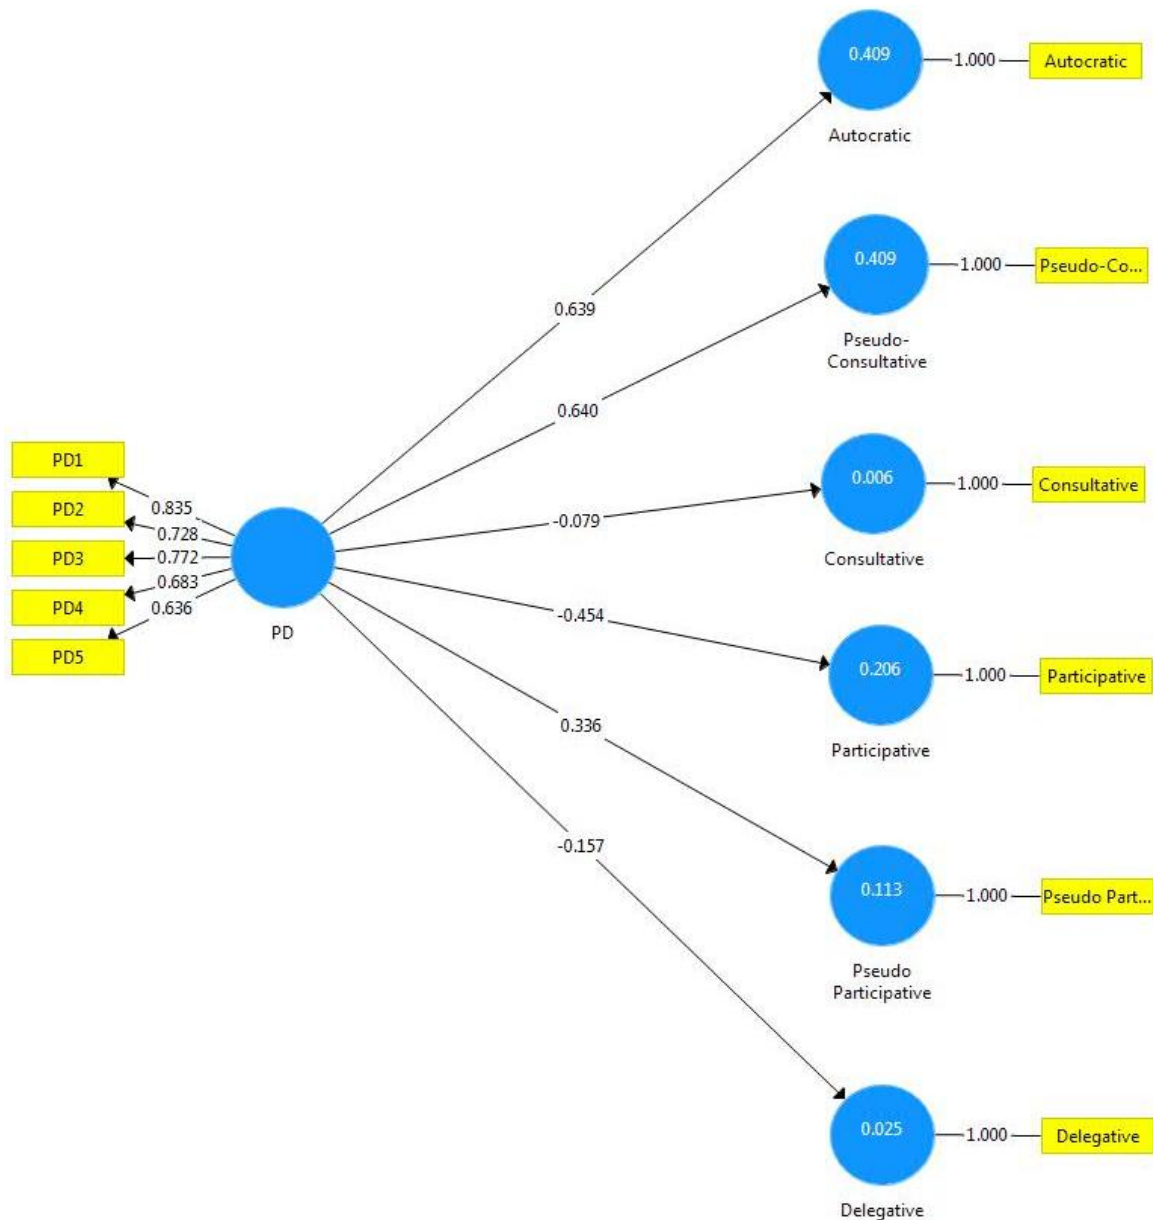 0.409
1.000
Autocratic
Autocratic
0.639
0.409
1.000
Pseudo-Co...
Pseudo-
Consultative
0.640
PD1
0.835
PD2
0.728
PD3
0.772
PD4
0.683
PD5
0.636
PD
0.006
1.000
Consultative
-0.079
Consultative
-0.454
0.206
1.000
Participative
Participative
0.336
0.113
1.000
Pseudo Part...
Pseudo
Participative
-0.157
0.025
1.000
Delegative
Delegative